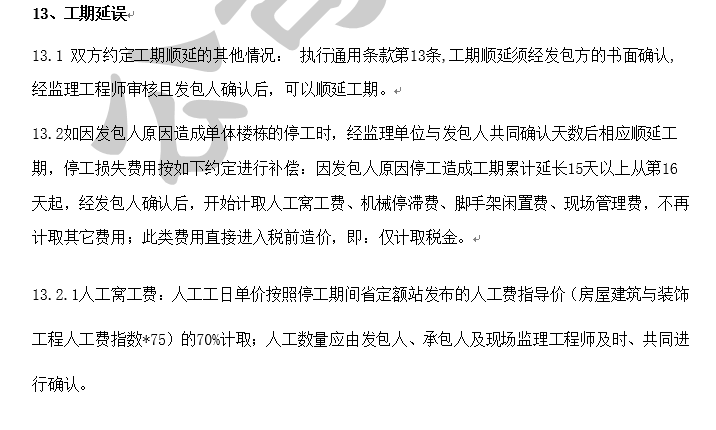 13、工期延误
13.1 双方约定工期顺延的其他情况： 执行通用条款第13条,工期顺延须经发包方的书面确认,
经监理工程师审核且发包人确认后，可以顺延工期。
13.2如因发包人原因造成单体楼栋的停工时，经监理单位与发包人共同确认天数后相应顺延工
期，停工损失费用按如下约定进行补偿：因发包人原因停工造成工期累计延长15天以上从第16
天起，经发包人确认后，开始计取人工窝工费、机械停滞费、脚手架闲置费、现场管理费，不再
计取其它费用；此类费用直接进入税前造价，即：仅计取税金。
13.2.1人工窝工费：人工工日单价按照停工期间省定额站发布的人工费指导价（房屋建筑与装饰
工程人工费指数*75）的70%计取；人工数量应由发包人、承包人及现场监理工程师及时、共同进
行确认。